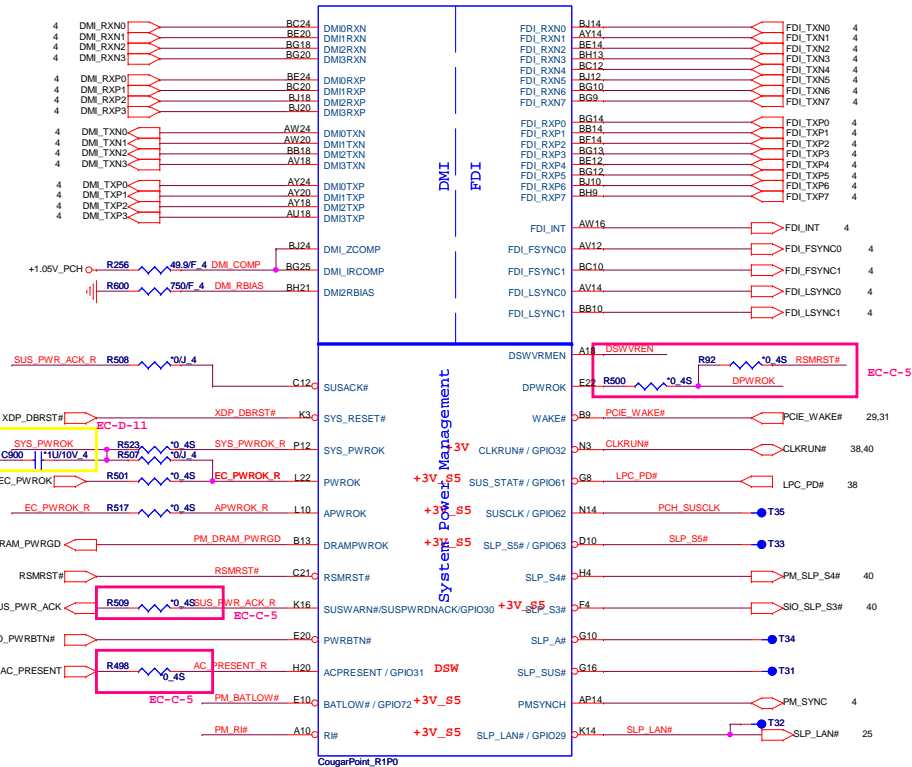 4 DMI_RXN0 BC24 DMI0RXN FDI_RXN0 BJ14 FDI_TXN0 4
4 DMI_RXN1 BE20 DMI1RXN FDI_RXN1 AY14 FDI_TXN1 4
4 DMI_RXN2 BG18 DMI2RXN FDI_RXN2 BE14 FDI_TXN2 4
4 DMI_RXN3 BG20 DMI3RXN FDI_RXN3 BH13 FDI_TXN3 4
FDI_RXN4 BC12 FDI_TXN4 4
4 DMI_RXP0 BE24 DMI0RXP FDI_RXN5 BJ12 FDI_TXN5 4
4 DMI_RXP1 BC20 DMI1RXP FDI_RXN6 BG10 FDI_TXN6 4
4 DMI_RXP2 BJ18 DMI2RXP FDI_RXN7 BG9 FDI_TXN7 4
4 DMI_RXP3 BJ20 DMI3RXP
FDI_RXP0 BG14 FDI_TXP0 4
4 DMI_TXN0 AW24 DMI0TXN FDI_RXP1 BB14 FDI_TXP1 4
4 DMI_TXN1 AW20 DMI1TXN FDI_RXP2 BF14 FDI_TXP2 4
4 DMI_TXN2 BB18 DMI2TXN FDI_RXP3 BG13 FDI_TXP3 4
4 DMI_TXN3 AV18 DMI3TXN FDI_RXP4 BE12 FDI_TXP4 4
DMI FDI
FDI_RXP5 BG12 FDI_TXP5 4
4 DMI_TXP0 AY24 DMI0TXP FDI_RXP6 BJ10 FDI_TXP6 4
4 DMI_TXP1 AY20 DMI1TXP FDI_RXP7 BH9 FDI_TXP7 4
4 DMI_TXP2 AY18 DMI2TXP
4 DMI_TXP3 AU18 DMI3TXP
FDI_INT AW16 FDI_INT 4
BJ24 DMI_ZCOMP FDI_FSYNC0 AV12 FDI_FSYNC0 4
+1.05V_PCH R256 49.9/F_4 DMI_COMP BG25 DMI_IRCOMP FDI_FSYNC1 BC10 FDI_FSYNC1 4
R600 750/F_4 DMI_RBIAS BH21 DMI2RBIAS FDI_LSYNC0 AV14 FDI_LSYNC0 4
FDI_LSYNC1 BB10 FDI_LSYNC1 4
DSWVRMEN A18 DSWVREN
SUS_PWR_ACK_R R508 *0/J_4 R92 *0_4S RSMRST#
EC-C-5
C12 SUSACK# DPWROK E22 R500 *0_4S DPWROK
System Power Management
XDP_DBRST# XDP_DBRST# K3 SYS_RESET# WAKE# B9 PCIE_WAKE# PCIE_WAKE# 29,31
EC-D-11
SYS_PWROK R523 *0_4S SYS_PWROK_R P12 SYS_PWROK +3V CLKRUN# / GPIO32 N3 CLKRUN# CLKRUN# 38,40
C900 *1U/10V_4 R507 *0/J_4
EC_PWROK R501 *0_4S EC_PWROK_R L22 PWROK +3V_S5 SUS_STAT# / GPIO61 G8 LPC_PD# LPC_PD# 38
EC_PWROK_R R517 *0_4S APWROK_R L10 APWROK +3V_S5 SUSCLK / GPIO62 N14 PCH_SUSCLK T35
RAM_PWRGD PM_DRAM_PWRGD B13 DRAMPWROK +3V_S5 SLP_S5# / GPIO63 D10 SLP_S5# T33
RSMRST# RSMRST# C21 RSMRST# SLP_S4# H4 PM_SLP_S4# 40
US_PWR_ACK R509 *0_4S SUS_PWR_ACK_R K16 SUSWARN#/SUSPWRDNACK/GPIO30 +3V_S5 SLP_S3# F4 SIO_SLP_S3# 40
EC-C-5
O_PWRBTN# E20 PWRBTN# SLP_A# G10 T34
AC_PRESENT R498 0_4S AC_PRESENT_R H20 ACPRESENT / GPIO31 DSW SLP_SUS# G16 T31
EC-C-5
PM_BATLOW# E10 BATLOW# / GPIO72 +3V_S5 PMSYNCH AP14 PM_SYNC 4
T32
PM_RI# A10 RI# +3V_S5 SLP_LAN# / GPIO29 K14 SLP_LAN# SLP_LAN# 25
CougarPoint_R1P0